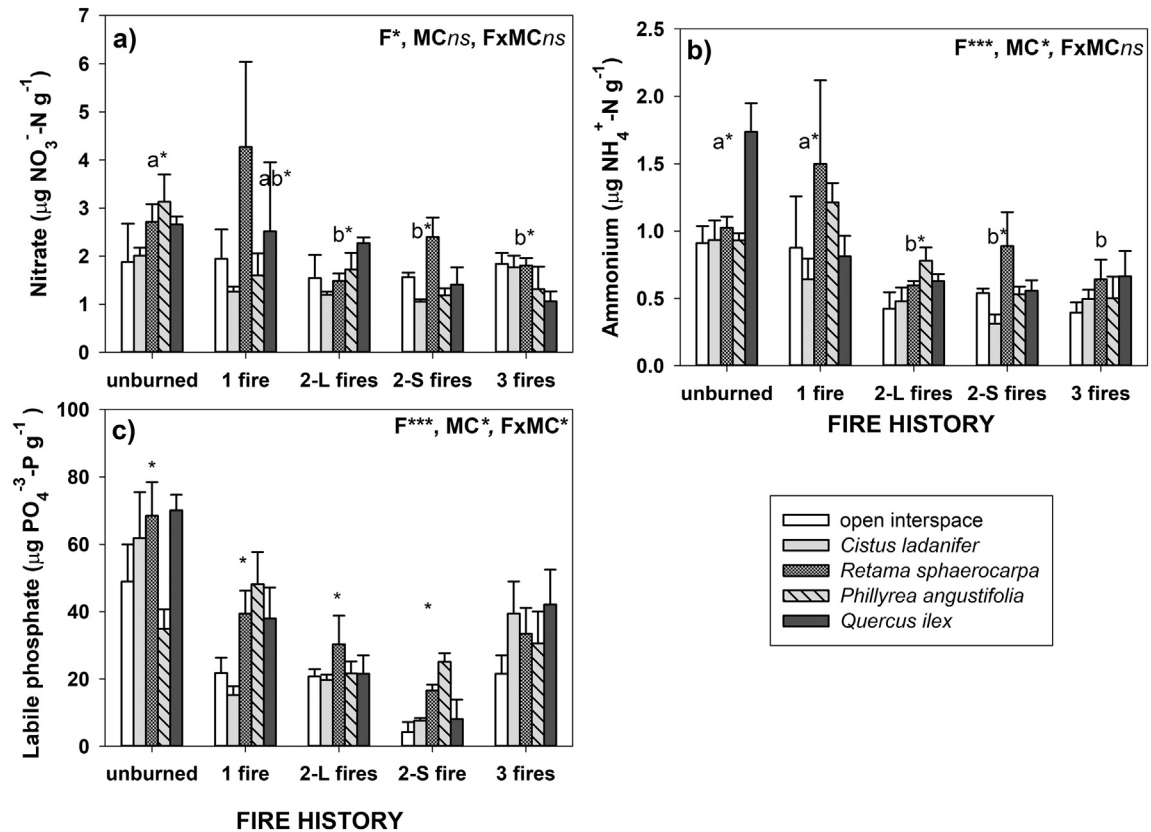 a)
F*, MCns, FxMCns
Nitrate (µg NO3⁻-N g⁻¹)
7
6
5
4
3
2
1
0
a*
ab*
b*
b*
b*
unburned 1 fire 2-L fires 2-S fires 3 fires
b)
F***, MC*, FxMCns
Ammonium (µg NH4⁺-N g⁻¹)
2.5
2.0
1.5
1.0
0.5
0.0
a*
a*
b*
b*
b
unburned 1 fire 2-L fires 2-S fires 3 fires
FIRE HISTORY
c)
F***, MC*, FxMC*
Labile phosphate (µg PO4⁻³-P g⁻¹)
100
80
60
40
20
0
*
*
*
*
unburned 1 fire 2-L fires 2-S fire 3 fires
FIRE HISTORY
open interspace
Cistus ladanifer
Retama sphaerocarpa
Phillyrea angustifolia
Quercus ilex